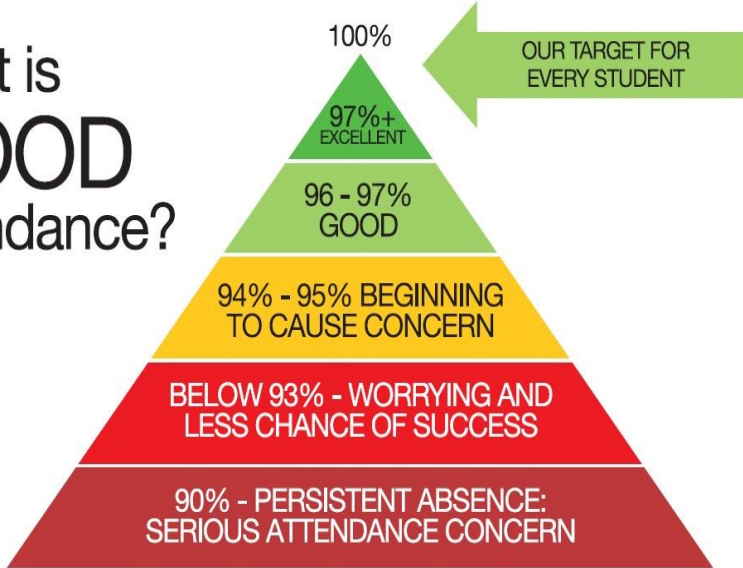 t is
OOD
ndance?
100%
OUR TARGET FOR
EVERY STUDENT
97%+
EXCELLENT
96 - 97%
GOOD
94% - 95% BEGINNING
TO CAUSE CONCERN
BELOW 93% - WORRYING AND
LESS CHANCE OF SUCCESS
90% - PERSISTENT ABSENCE:
SERIOUS ATTENDANCE CONCERN